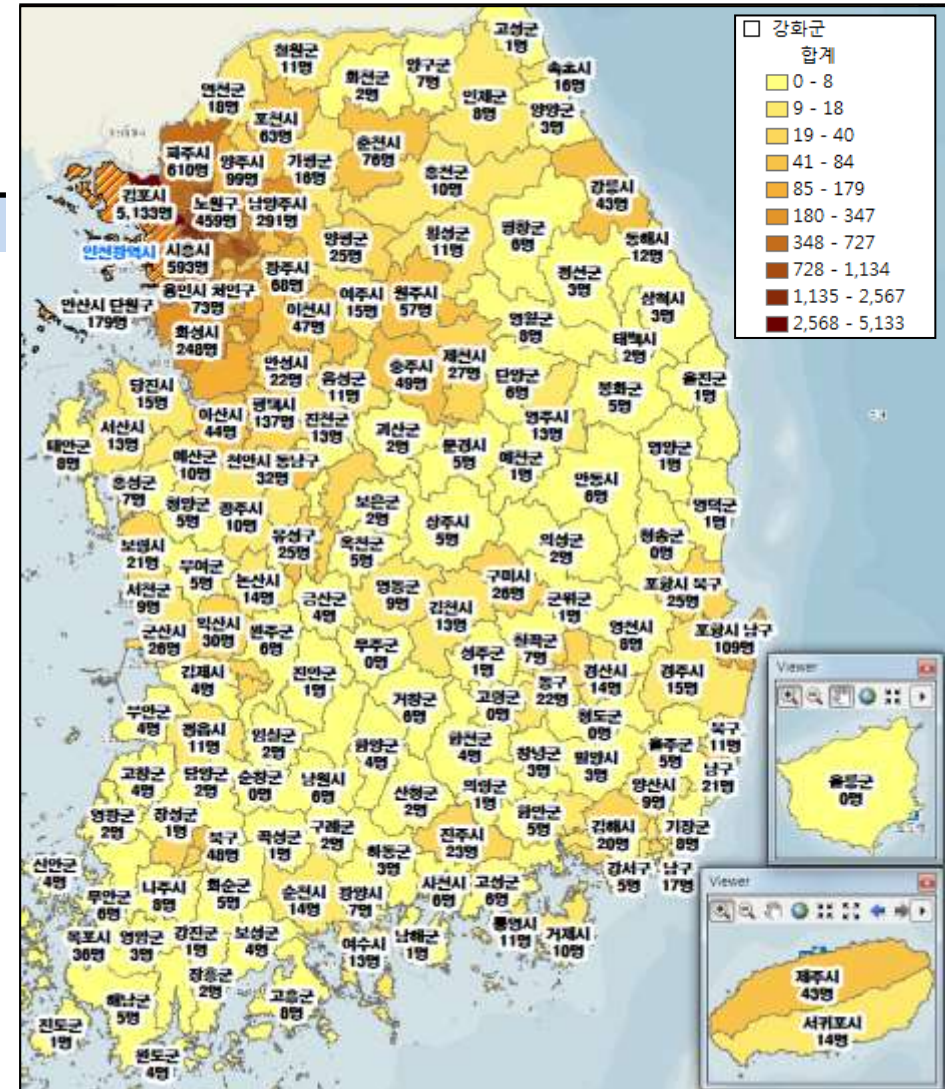 고성군
1명
철원군
11명
화천군
2명
양구군
7명
속초시
16명
연천군
18명
인제군
8명
양양군
3명
포천시
63명
춘천시
76명
파주시
610명
양주시
99명
가평군
16명
홍천군
10명
강릉시
43명
김포시
5,133명
노원구
459명
남양주시
291명
양평군
25명
횡성군
11명
평창군
6명
동해시
12명
인천광역시
시흥시
593명
광주시
68명
정선군
3명
안산시 단원구
179명
용인시 처인구
73명
이천시
47명
여주시
15명
원주시
57명
영월군
8명
삼척시
3명
화성시
248명
태백시
2명
안성시
22명
음성군
11명
충주시
49명
제천시
27명
단양군
6명
봉화군
5명
울진군
1명
당진시
15명
아산시
44명
평택시
137명
진천군
13명
괴산군
2명
영주시
13명
서산시
13명
태안군
8명
예산군
10명
천안시 동남구
32명
문경시
5명
예천군
1명
영양군
1명
홍성군
7명
청양군
5명
공주시
10명
보은군
2명
상주시
5명
안동시
6명
영덕군
1명
보령시
21명
유성구
25명
옥천군
5명
의성군
2명
청송군
0명
부여군
5명
논산시
14명
금산군
4명
영동군
9명
구미시
26명
군위군
1명
포항시 북구
25명
서천군
9명
김천시
13명
군산시
26명
익산시
30명
완주군
6명
무주군
0명
성주군
1명
칠곡군
7명
영천시
8명
포항시 남구
109명
김제시
4명
진안군
1명
거창군
6명
고령군
0명
동구
22명
경산시
14명
경주시
15명
부안군
4명
정읍시
11명
임실군
2명
함양군
4명
합천군
4명
청도군
0명
창녕군
3명
밀양시
3명
울주군
5명
북구
11명
고창군
4명
담양군
2명
순창군
0명
남원시
6명
산청군
2명
의령군
1명
양산시
9명
남구
21명
영광군
2명
장성군
1명
북구
48명
곡성군
1명
구례군
2명
하동군
3명
진주시
23명
함안군
5명
김해시
20명
기장군
8명
신안군
4명
무안군
6명
나주시
8명
화순군
5명
순천시
14명
광양시
7명
사천시
6명
고성군
6명
강서구
5명
남구
17명
목포시
36명
영암군
3명
강진군
1명
보성군
4명
여수시
13명
남해군
1명
통영시
11명
거제시
10명
장흥군
2명
해남군
5명
고흥군
8명
진도군
1명
완도군
4명
강화군
합계
0 - 8
9 - 18
19 - 40
41 - 84
85 - 179
180 - 347
348 - 727
728 - 1,134
1,135 - 2,567
2,568 - 5,133
Viewer
울릉군
0명
Viewer
제주시
43명
서귀포시
14명